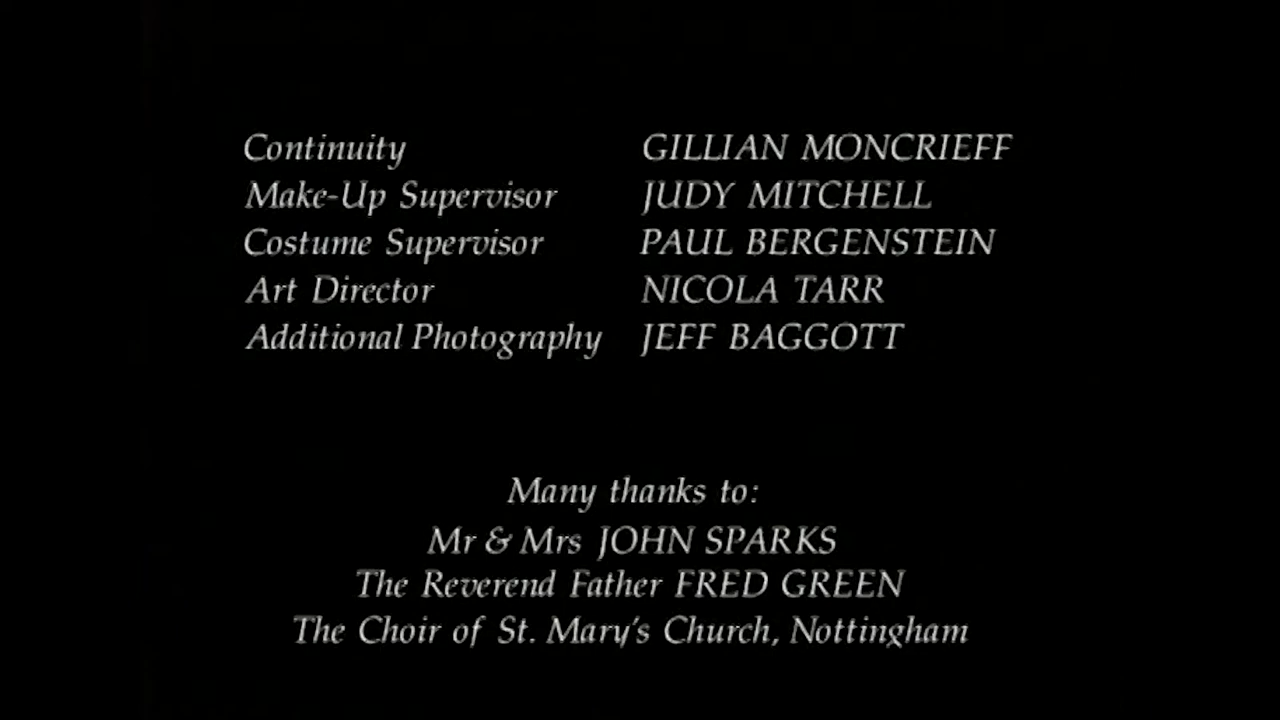 Continuity GILLIAN MONCRIEFF
Make-Up Supervisor JUDY MITCHELL
Costume Supervisor PAUL BERGENSTEIN
Art Director NICOLA TARR
Additional Photography JEFF BAGGOTT
Many thanks to:
Mr & Mrs JOHN SPARKS
The Reverend Father FRED GREEN
The Choir of St. Mary's Church, Nottingham